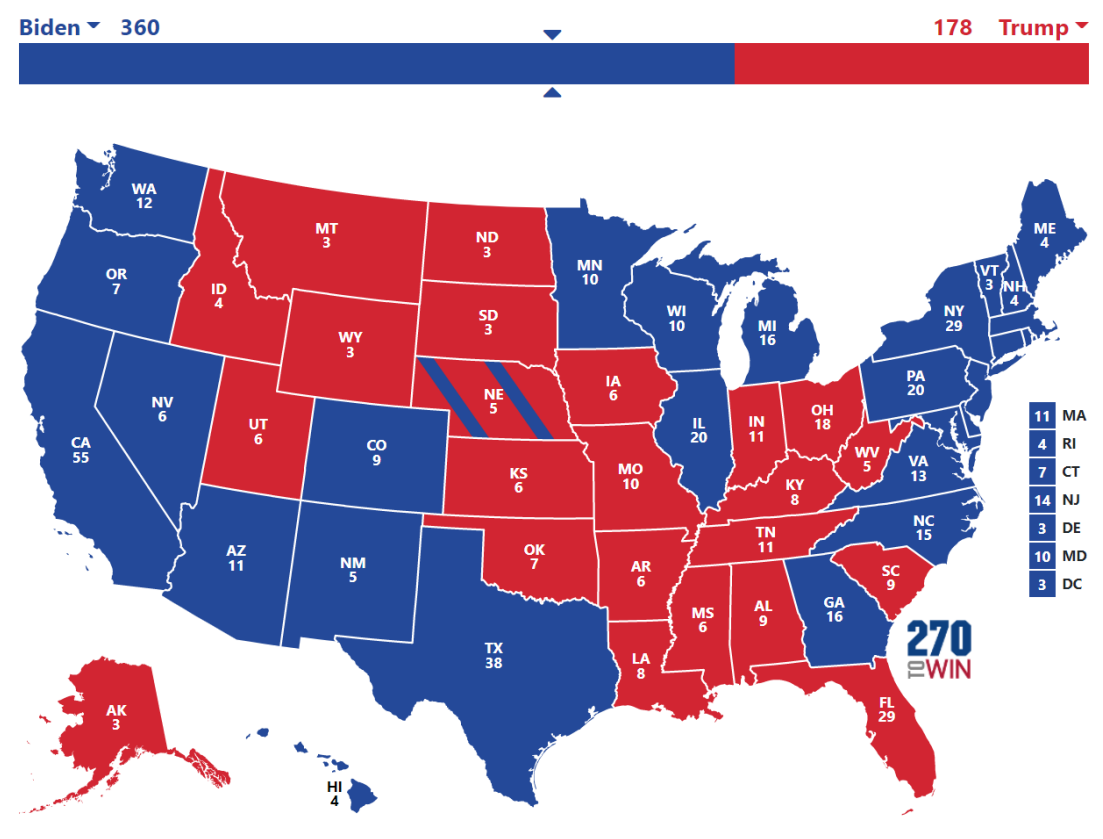 Biden 360
178 Trump
WA
12
OR
7
CA
55
NV
6
ID
4
MT
3
WY
3
UT
6
AZ
11
CO
9
NM
5
ND
3
SD
3
NE
5
KS
6
OK
7
TX
38
MN
10
IA
6
MO
10
AR
6
LA
8
WI
10
IL
20
MI
16
IN
11
OH
18
KY
8
TN
11
MS
6
AL
9
GA
16
FL
29
SC
9
NC
15
VA
13
WV
5
PA
20
NY
29
VT
3
NH
4
ME
4
11 MA
4 RI
7 CT
14 NJ
3 DE
10 MD
3 DC
AK
3
HI
4
270
TO WIN